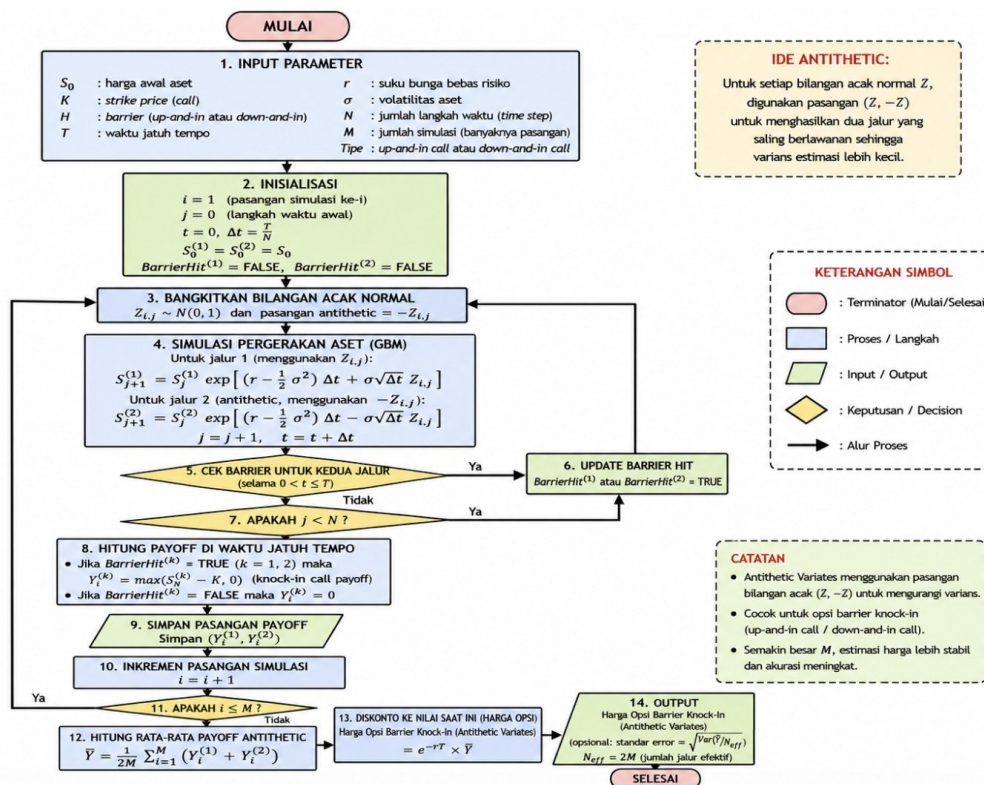 MULAI
1. INPUT PARAMETER
S₀ : harga awal aset
K : strike price (call)
H : barrier (up-and-in atau down-and-in)
T : waktu jatuh tempo
r : suku bunga bebas risiko
σ : volatilitas aset
N : jumlah langkah waktu (time step)
M : jumlah simulasi (banyaknya pasangan)
Tipe : up-and-in call atau down-and-in call
2. INISIALISASI
i = 1 (pasangan simulasi ke-i)
j = 0 (langkah waktu awal)
t = 0, Δt = T/N
S₀⁽¹⁾ = S₀⁽²⁾ = S₀
BarrierHit⁽¹⁾ = FALSE, BarrierHit⁽²⁾ = FALSE
3. BANGKITKAN BILANGAN ACAK NORMAL
Z_{i,j} ~ N(0, 1) dan pasangan antithetic = −Z_{i,j}
4. SIMULASI PERGERAKAN ASET (GBM)
Untuk jalur 1 (menggunakan Z_{i,j}):
S_{j+1}^{(1)} = S_j^{(1)} exp[ (r − ½ σ²) Δt + σ√Δt Z_{i,j} ]
Untuk jalur 2 (antithetic, menggunakan −Z_{i,j}):
S_{j+1}^{(2)} = S_j^{(2)} exp[ (r − ½ σ²) Δt − σ√Δt Z_{i,j} ]
j = j + 1, t = t + Δt
5. CEK BARRIER UNTUK KEDUA JALUR
(selama 0 < t ≤ T)
Ya
Tidak
6. UPDATE BARRIER HIT
BarrierHit⁽¹⁾ atau BarrierHit⁽²⁾ = TRUE
7. APAKAH j < N ?
Ya
8. HITUNG PAYOFF DI WAKTU JATUH TEMPO
• Jika BarrierHit⁽ᵏ⁾ = TRUE (k = 1, 2) maka
Y_i^{(k)} = max(S_N^{(k)} − K, 0) (knock-in call payoff)
• Jika BarrierHit⁽ᵏ⁾ = FALSE maka Y_i^{(k)} = 0
9. SIMPAN PASANGAN PAYOFF
Simpan (Y_i^{(1)}, Y_i^{(2)})
10. INKREMEN PASANGAN SIMULASI
i = i + 1
Ya
11. APAKAH i ≤ M ?
Tidak
12. HITUNG RATA-RATA PAYOFF ANTITHETIC
Ȳ = 1/2M ∑_{i=1}^{M} (Y_i^{(1)} + Y_i^{(2)})
13. DISKONTO KE NILAI SAAT INI (HARGA OPSI)
Harga Opsi Barrier Knock-In (Antithetic Variates)
= e^{−rT} × Ȳ
14. OUTPUT
Harga Opsi Barrier Knock-In
(Antithetic Variates)
(opsional: standar error = √(Var(Ȳ)/N_eff)
N_eff = 2M (jumlah jalur efektif)
SELESAI
IDE ANTITHETIC:
Untuk setiap bilangan acak normal Z,
digunakan pasangan (Z, −Z)
untuk menghasilkan dua jalur yang
saling berlawanan sehingga
varians estimasi lebih kecil.
KETERANGAN SIMBOL
: Terminator (Mulai/Selesai
: Proses / Langkah
: Input / Output
: Keputusan / Decision
: Alur Proses
CATATAN
• Antithetic Variates menggunakan pasangan
bilangan acak (Z, −Z) untuk mengurangi varians.
• Cocok untuk opsi barrier knock-in
(up-and-in call / down-and-in call).
• Semakin besar M, estimasi harga lebih stabil
dan akurasi meningkat.